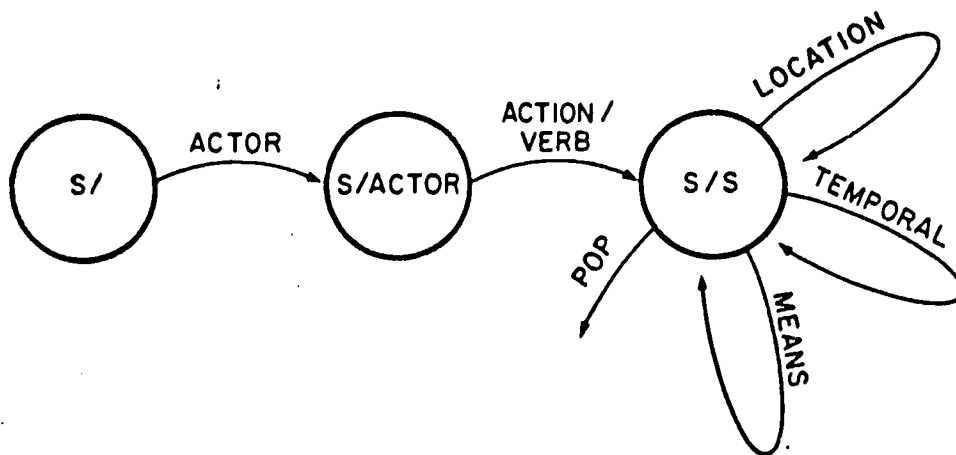 S/
ACTOR
S/ACTOR
ACTION/
VERB
S/S
LOCATION
TEMPORAL
MEANS
POP